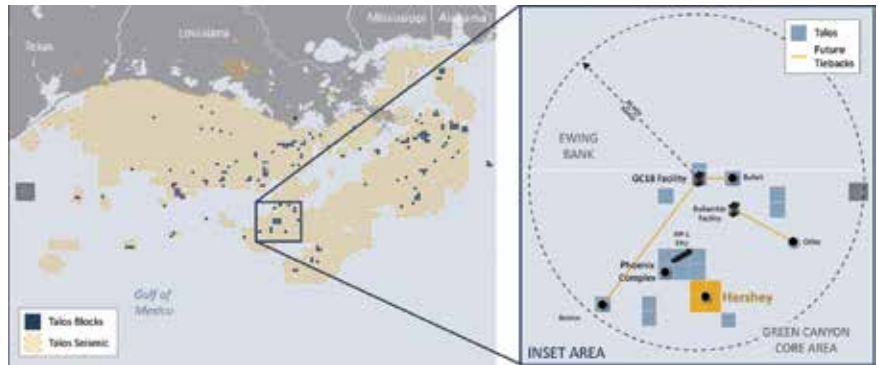 Texas
Louisiana
Mississippi
Alabama
Gulf of
Mexico
Talos Blocks
Talos Seismic
Talos
Future
Tiebacks
EWING
BANK
GC18 Facility
Facility
Phoenix
Complex
Hershey
GREEN CANYON
CORE AREA
INSET AREA